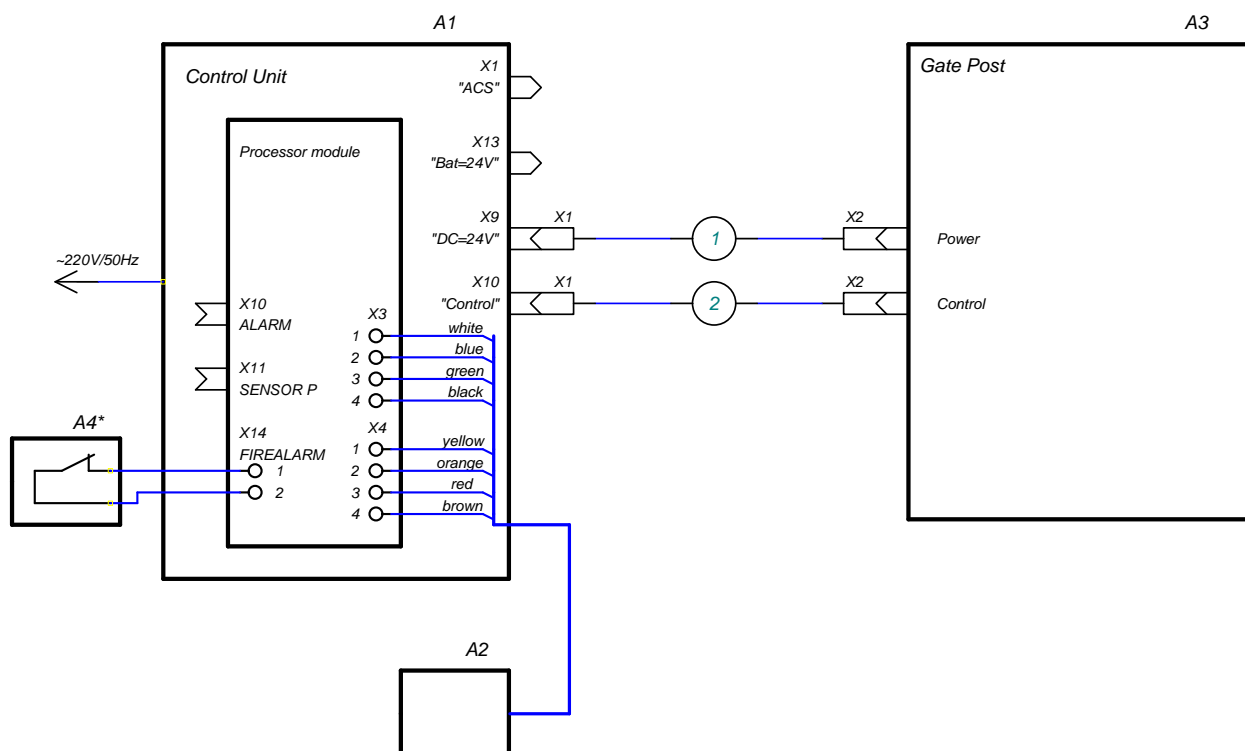 A1
A3
Control Unit
X1
"ACS"
Gate Post
Processor module
X13
"Bat=24V"
X9
"DC=24V"
X1
1
X2
Power
~220V/50Hz
X10
"Control"
X1
2
X2
Control
X10
ALARM
X3
1 white
2 blue
3 green
4 black
X11
SENSOR P
A4*
X14
FIREALARM
1
2
X4
1 yellow
2 orange
3 red
4 brown
A2